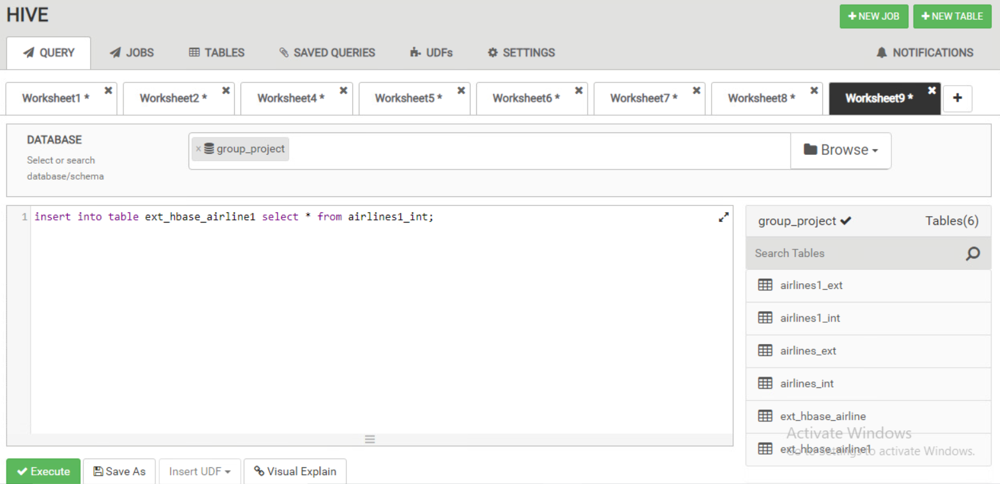 HIVE
NEW JOB
NEW TABLE
QUERY
JOBS
TABLES
SAVED QUERIES
UDFs
SETTINGS
NOTIFICATIONS
Worksheet1 *
Worksheet2 *
Worksheet4 *
Worksheet5 *
Worksheet6 *
Worksheet7 *
Worksheet8 *
Worksheet9 *
DATABASE
Select or search
database/schema
× group_project
Browse
1 insert into table ext_hbase_airline1 select * from airlines1_int;
group_project
Tables(6)
Search Tables
airlines1_ext
airlines1_int
airlines_ext
airlines_int
ext_hbase_airline
ext_hbase_airline1
Activate Windows
Go to Settings to activate Windows.
Execute
Save As
Insert UDF
Visual Explain